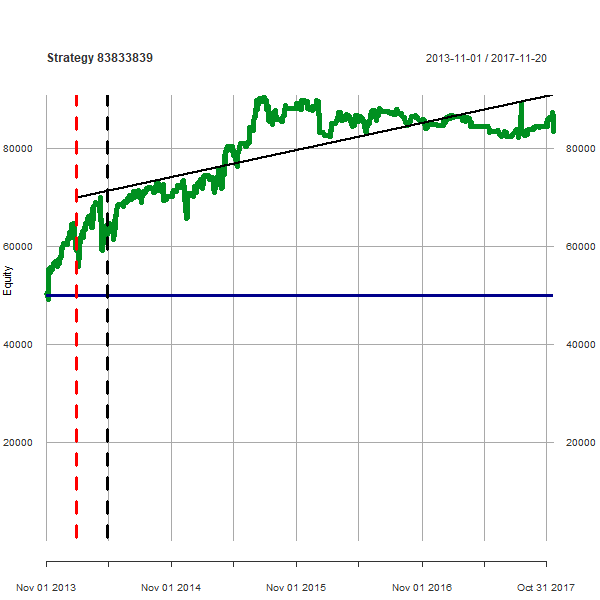 Strategy 83833839 2013-11-01 / 2017-11-20
80000 80000
60000 60000
Equity
40000 40000
20000 20000
Nov 01 2013 Nov 01 2014 Nov 01 2015 Nov 01 2016 Oct 31 2017